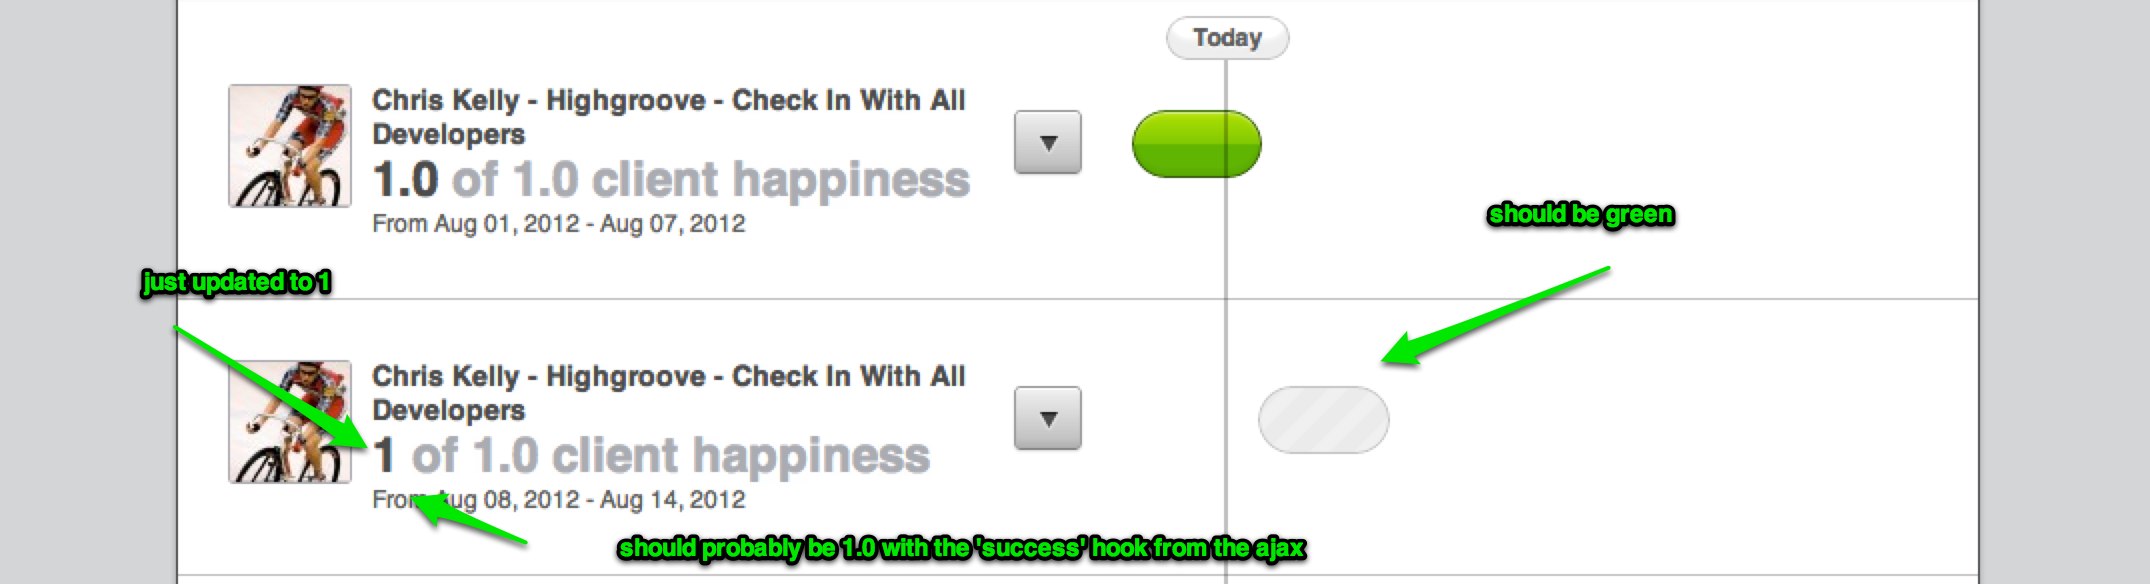 Today
Chris Kelly - Highgroove - Check In With All
Developers
1.0 of 1.0 client happiness
From Aug 01, 2012 - Aug 07, 2012
should be green
just updated to 1
Chris Kelly - Highgroove - Check In With All
Developers
1 of 1.0 client happiness
From Aug 08, 2012 - Aug 14, 2012
should probably be 1.0 with the 'success' hook from the ajax